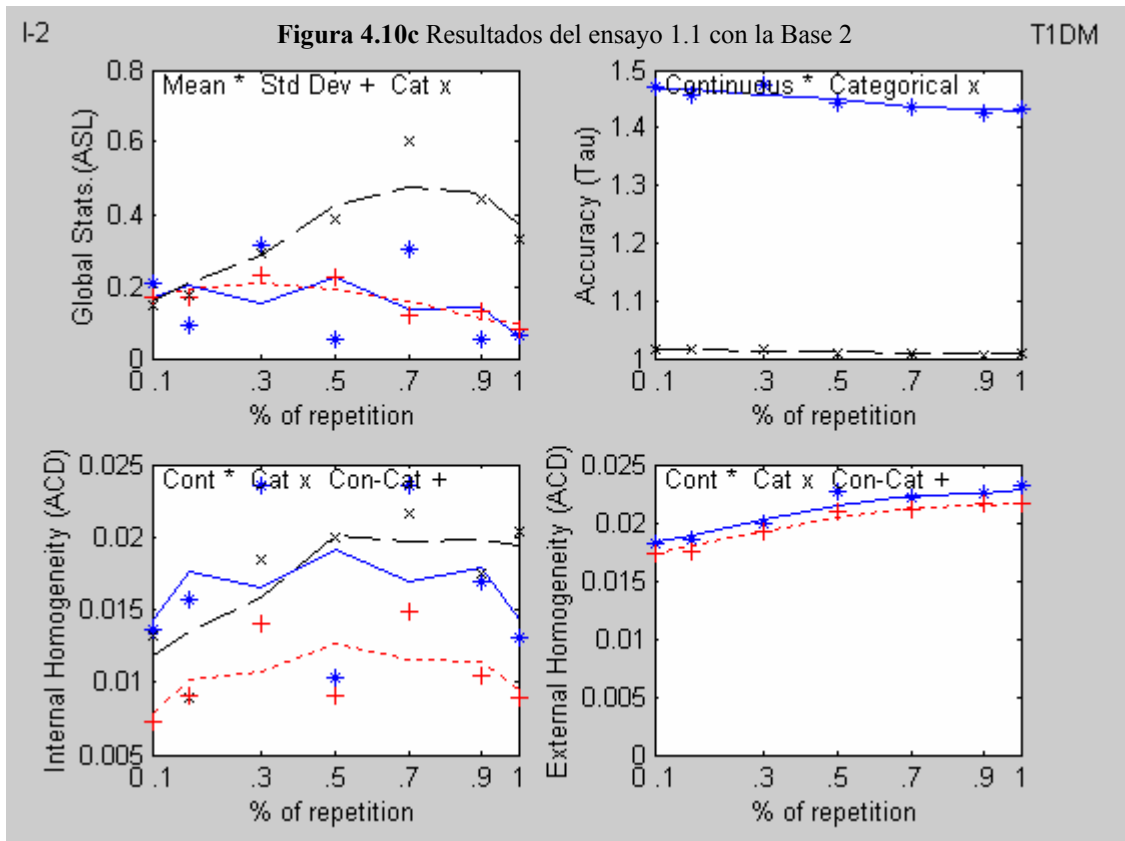 I-2
Figura 4.10c Resultados del ensayo 1.1 con la Base 2
T1DM
Mean * Std Dev + Cat x
Global Stats.(ASL)
0.8
0.6
0.4
0.2
0
0 .1 .3 .5 .7 .9 1
% of repetition
Continuous * Categorical x
Accuracy (Tau)
1.5
1.4
1.3
1.2
1.1
1
0 .1 .3 .5 .7 .9 1
% of repetition
Cont * Cat x Con-Cat +
Internal Homogeneity (ACD)
0.025
0.02
0.015
0.01
0.005
0 .1 .3 .5 .7 .9 1
% of repetition
Cont * Cat x Con-Cat +
External Homogeneity (ACD)
0.025
0.02
0.015
0.01
0.005
0
0 .1 .3 .5 .7 .9 1
% of repetition